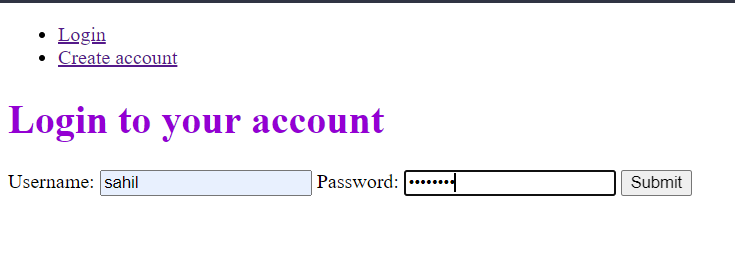 Login
Create account
Login to your account
Username: sahil Password: •••••••• Submit